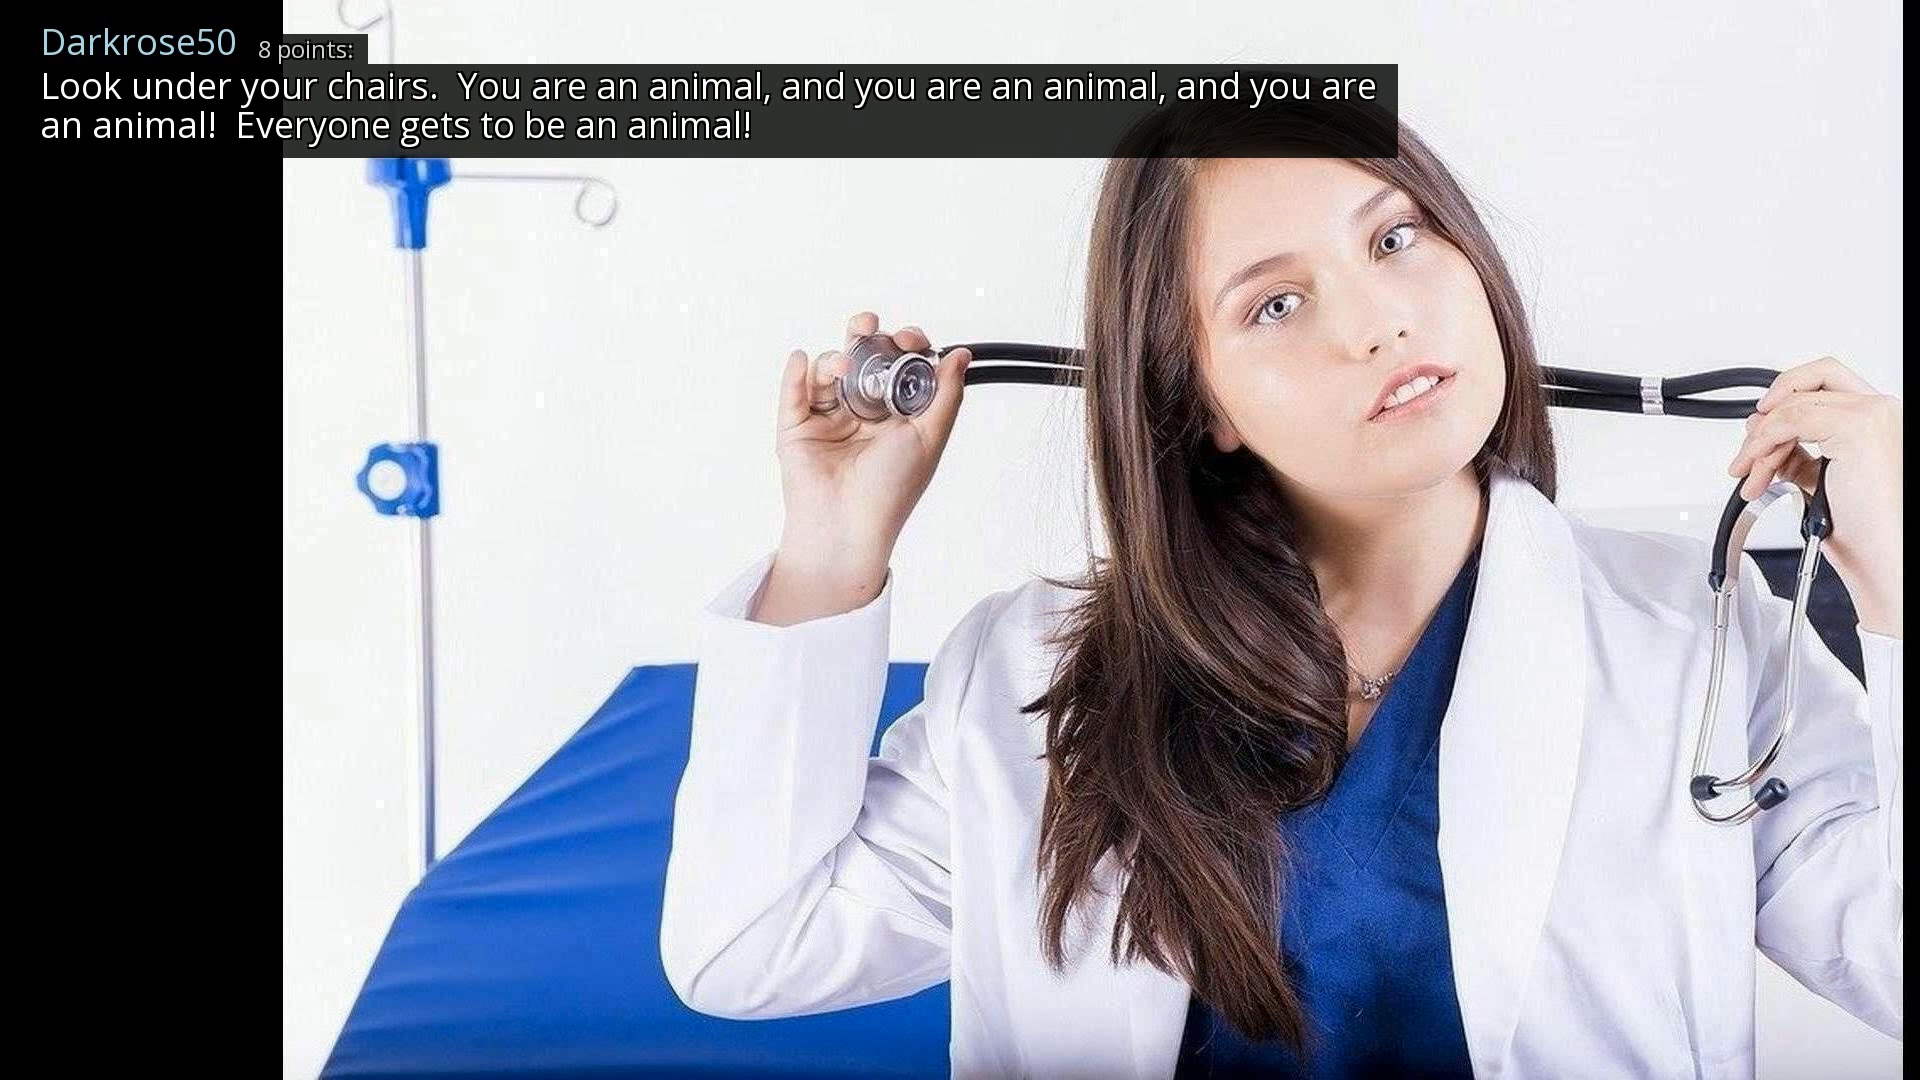 Darkrose50 8 points:
Look under your chairs.  You are an animal, and you are an animal, and you are
an animal!  Everyone gets to be an animal!